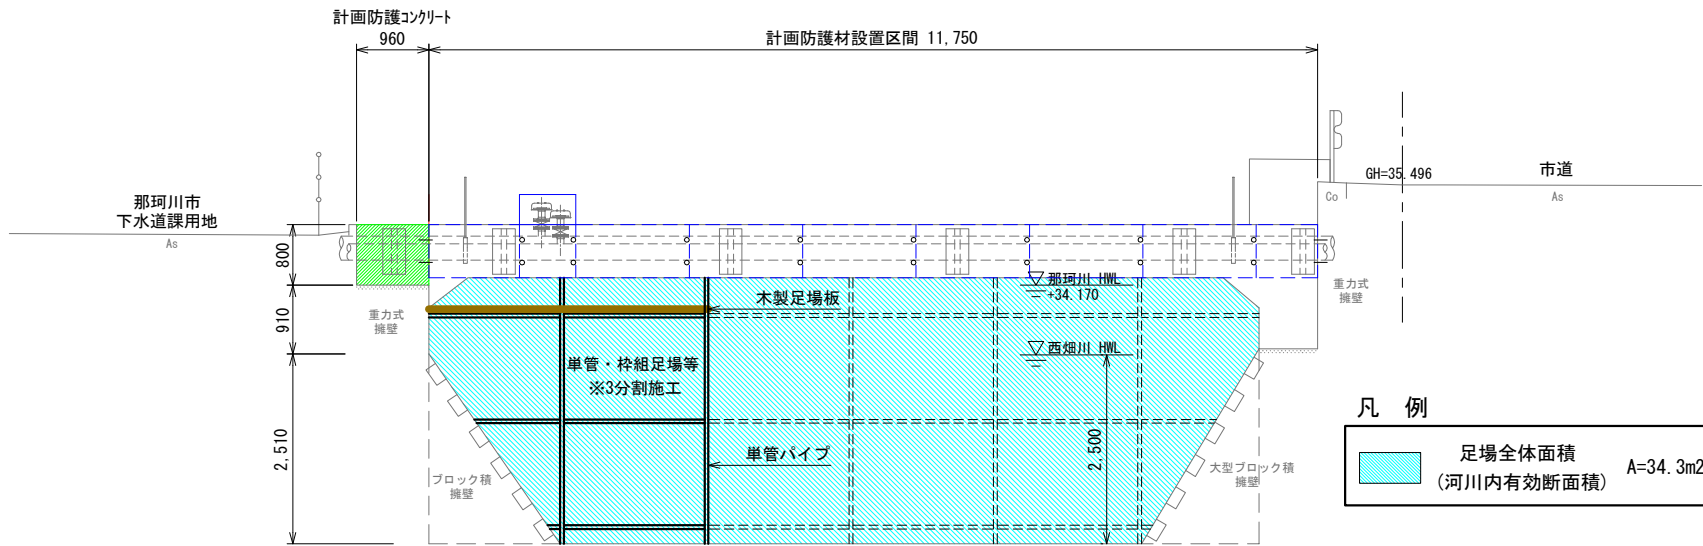 計画防護コンクリート
960
計画防護材設置区間 11,750
那珂川市
下水道課用地
As
GH=35.496
市道
Co
As
800
那珂川 HWL
+34.170
木製足場板
重力式
擁壁
重力式
擁壁
910
西畑川 HWL
単管・枠組足場等
※3分割施工
2,510
単管パイプ
2,500
ブロック積
擁壁
大型ブロック積
擁壁
凡 例
足場全体面積
(河川内有効断面積)
A=34.3m2